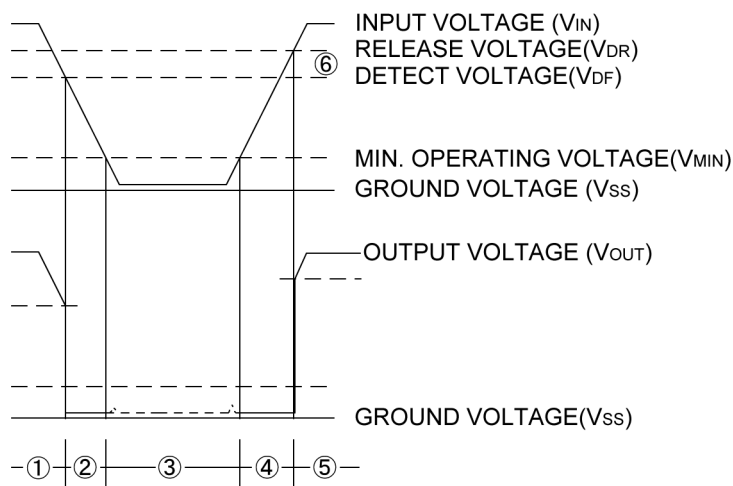 INPUT VOLTAGE (VIN)
RELEASE VOLTAGE(VDR)
⑥
DETECT VOLTAGE(VDF)
MIN. OPERATING VOLTAGE(VMIN)
GROUND VOLTAGE (VSS)
OUTPUT VOLTAGE (VOUT)
GROUND VOLTAGE(VSS)
① ② ③ ④ ⑤